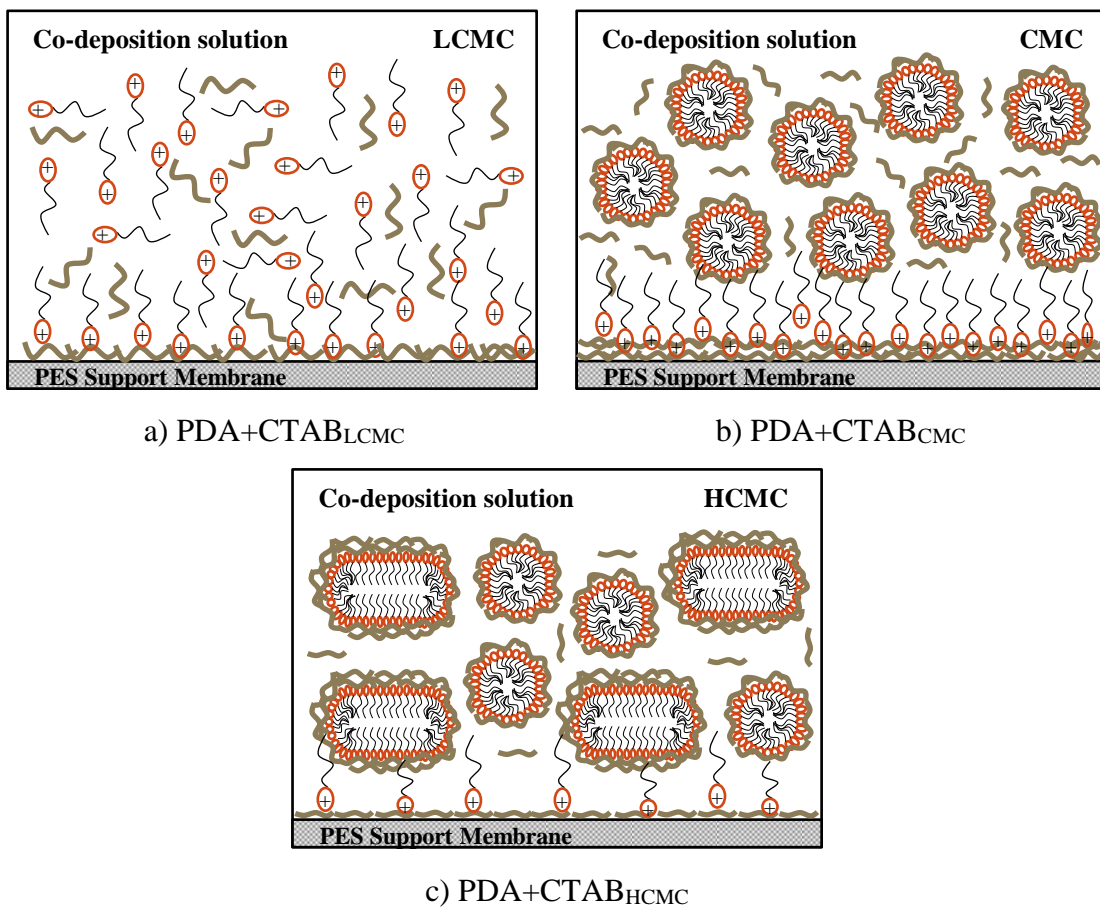 Co-deposition solution LCMC
PES Support Membrane
a) PDA+CTABLCMC
Co-deposition solution CMC
PES Support Membrane
b) PDA+CTABCMC
Co-deposition solution HCMC
PES Support Membrane
c) PDA+CTABHCMC